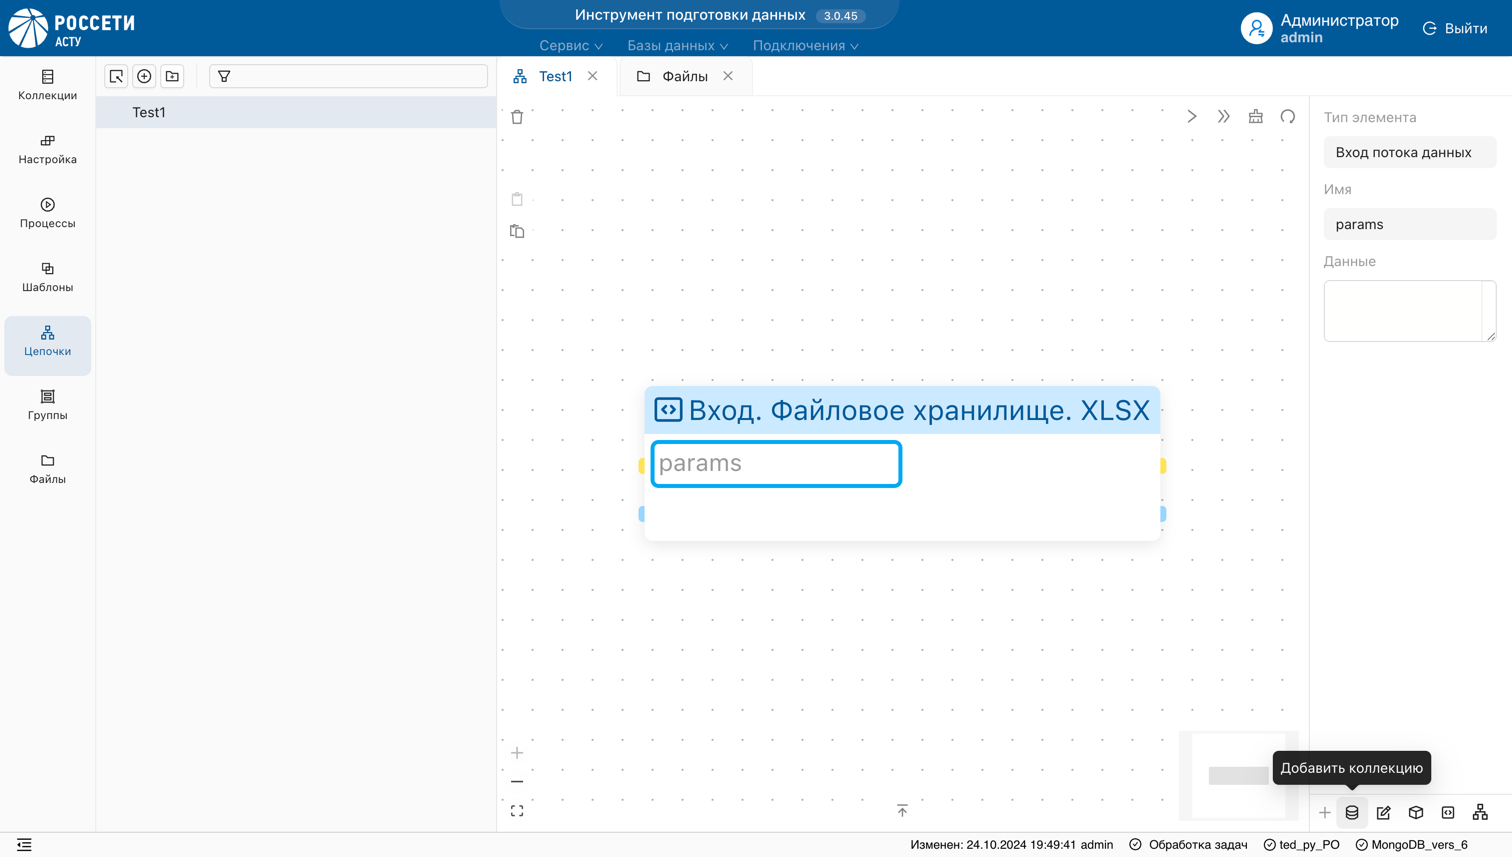 РОССЕТИ
АСТУ
Инструмент подготовки данных 3.0.45
Сервис Базы данных Подключения
Администратор
admin
Выйти
Коллекции
Настройка
Процессы
Шаблоны
Цепочки
Группы
Файлы
Test1
Test1 Файлы
Вход. Файловое хранилище. XLSX
params
Тип элемента
Вход потока данных
Имя
params
Данные
Добавить коллекцию
Изменен: 24.10.2024 19:49:41 admin Обработка задач ted_py_PO MongoDB_vers_6